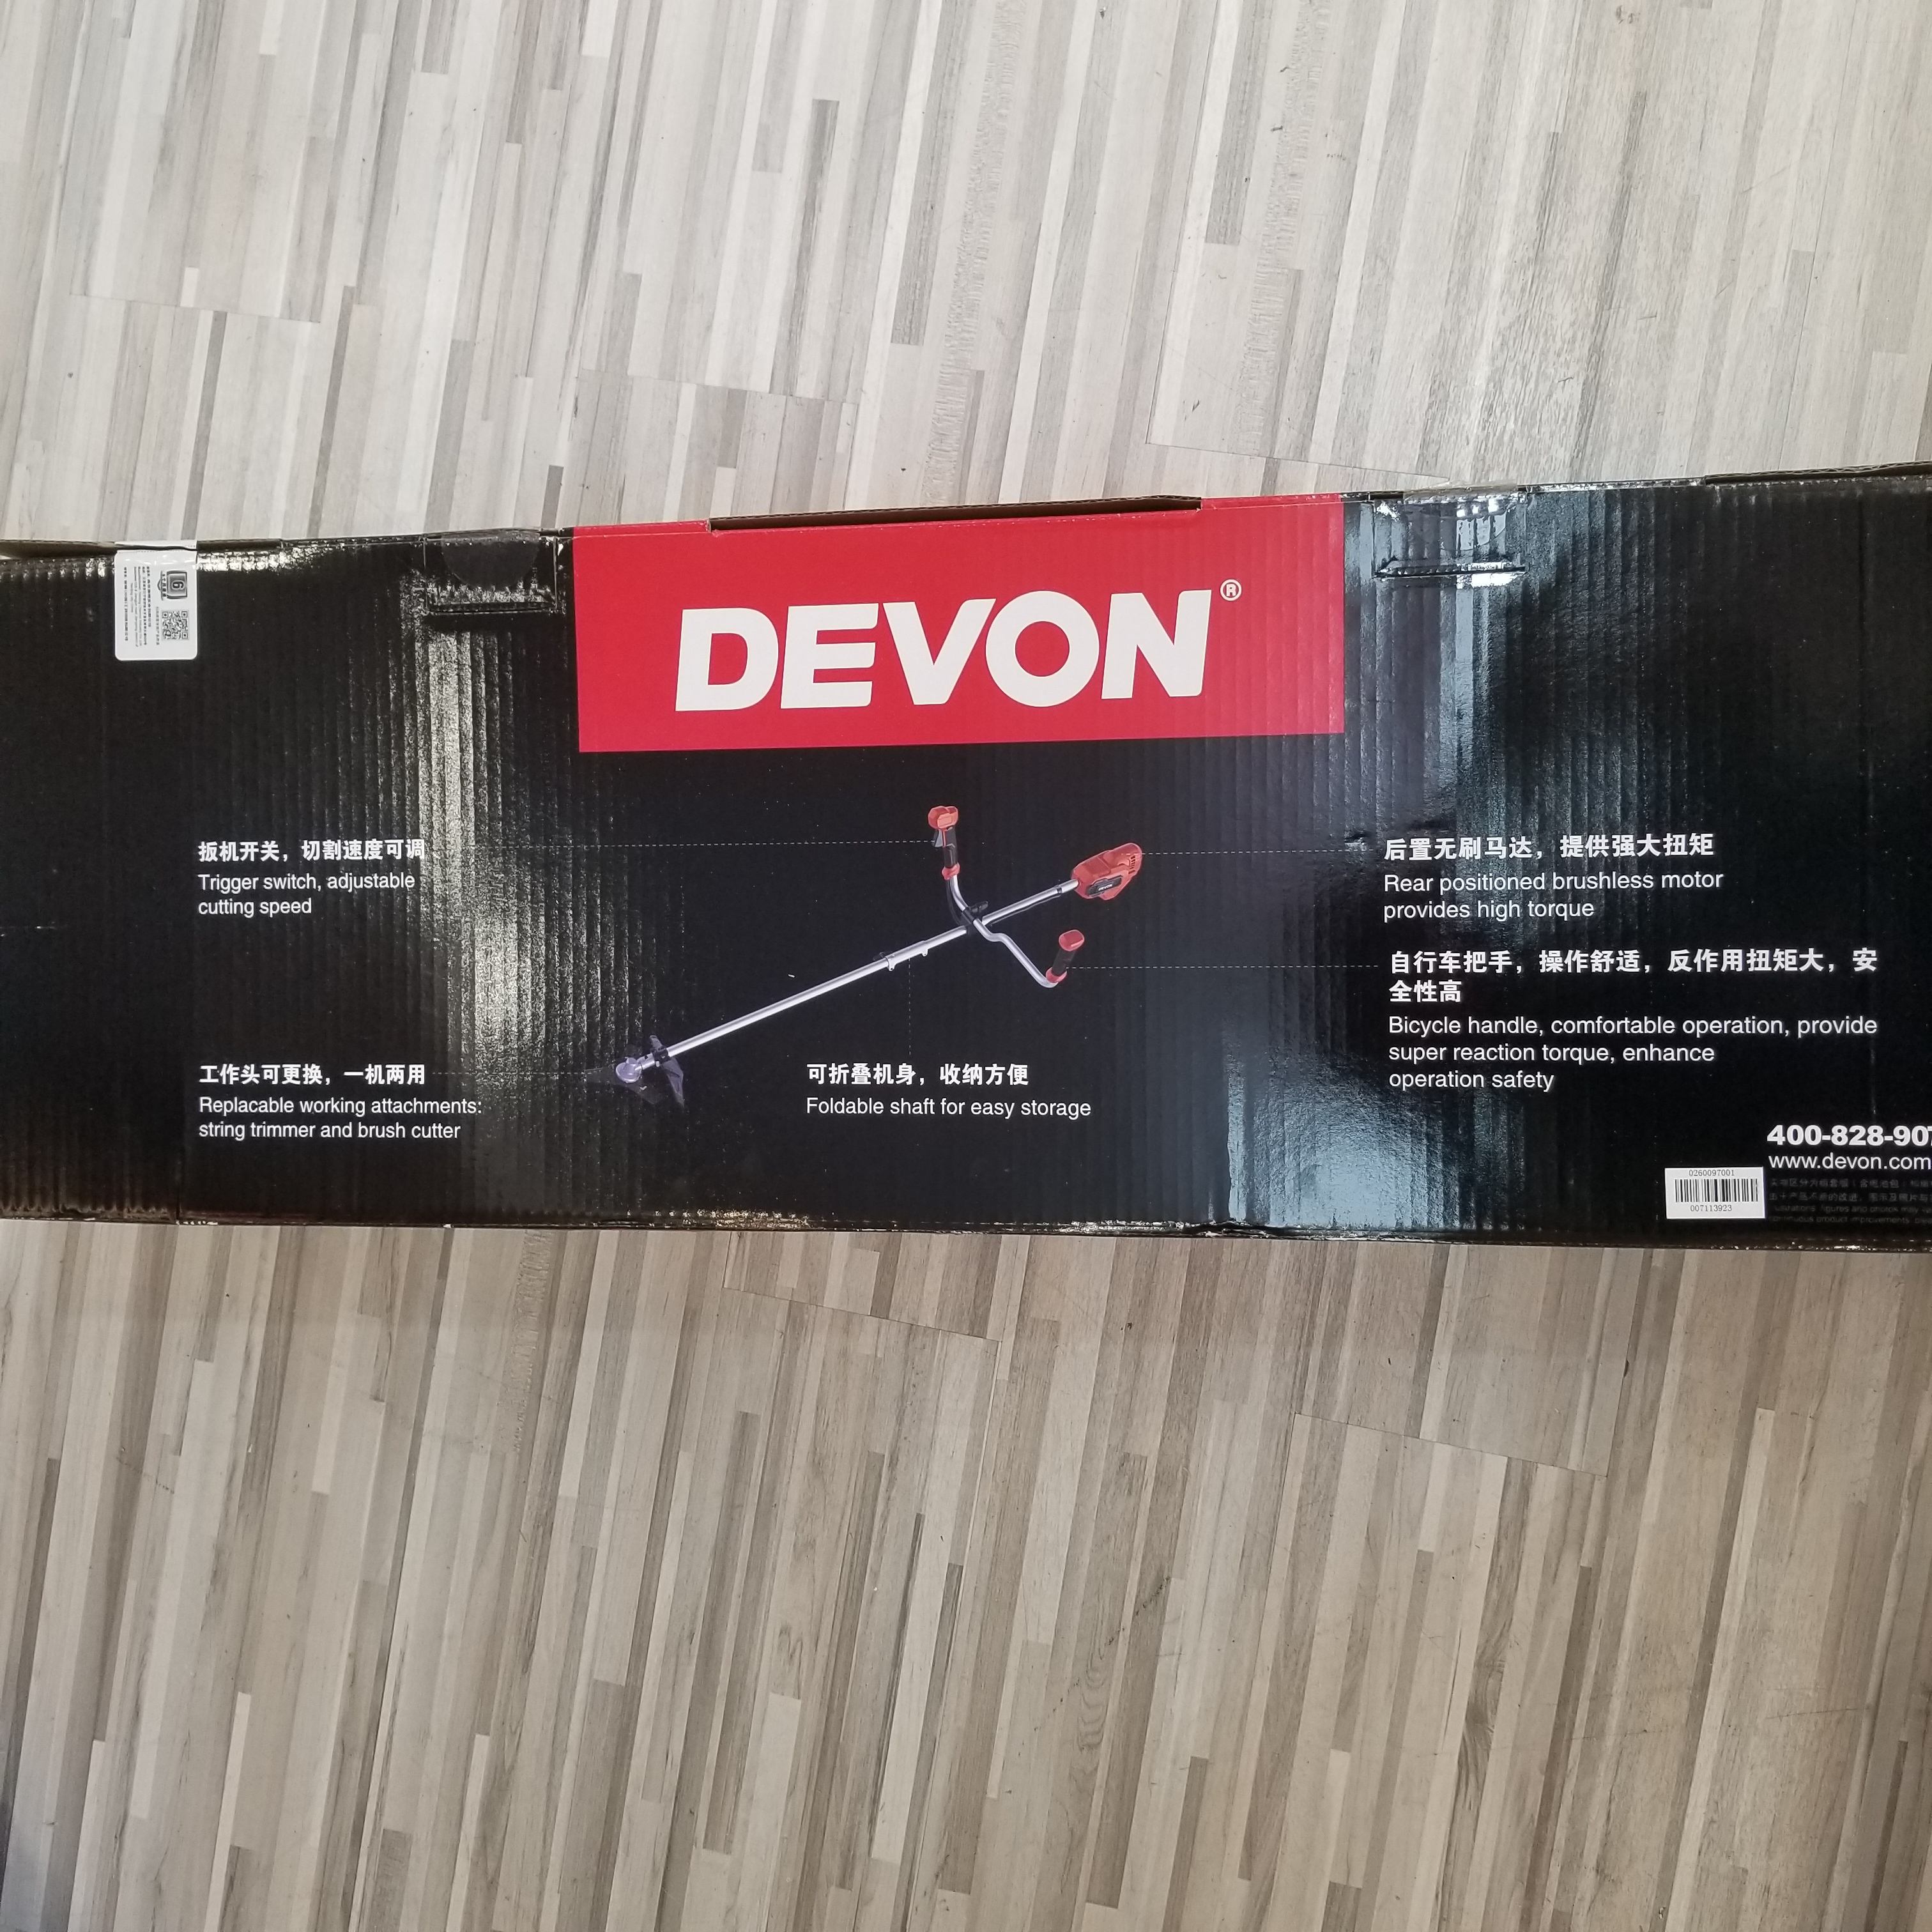 DEVON®
扳机开关，切割速度可调
Trigger switch, adjustable
cutting speed
后置无刷马达，提供强大扭矩
Rear positioned brushless motor
provides high torque
自行车把手，操作舒适，反作用扭矩大，安
全性高
Bicycle handle, comfortable operation, provide
super reaction torque, enhance
operation safety
工作头可更换，一机两用
Replacable working attachments:
string trimmer and brush cutter
可折叠机身，收纳方便
Foldable shaft for easy storage
400-828-907
www.devon.com
0260097001
007113923